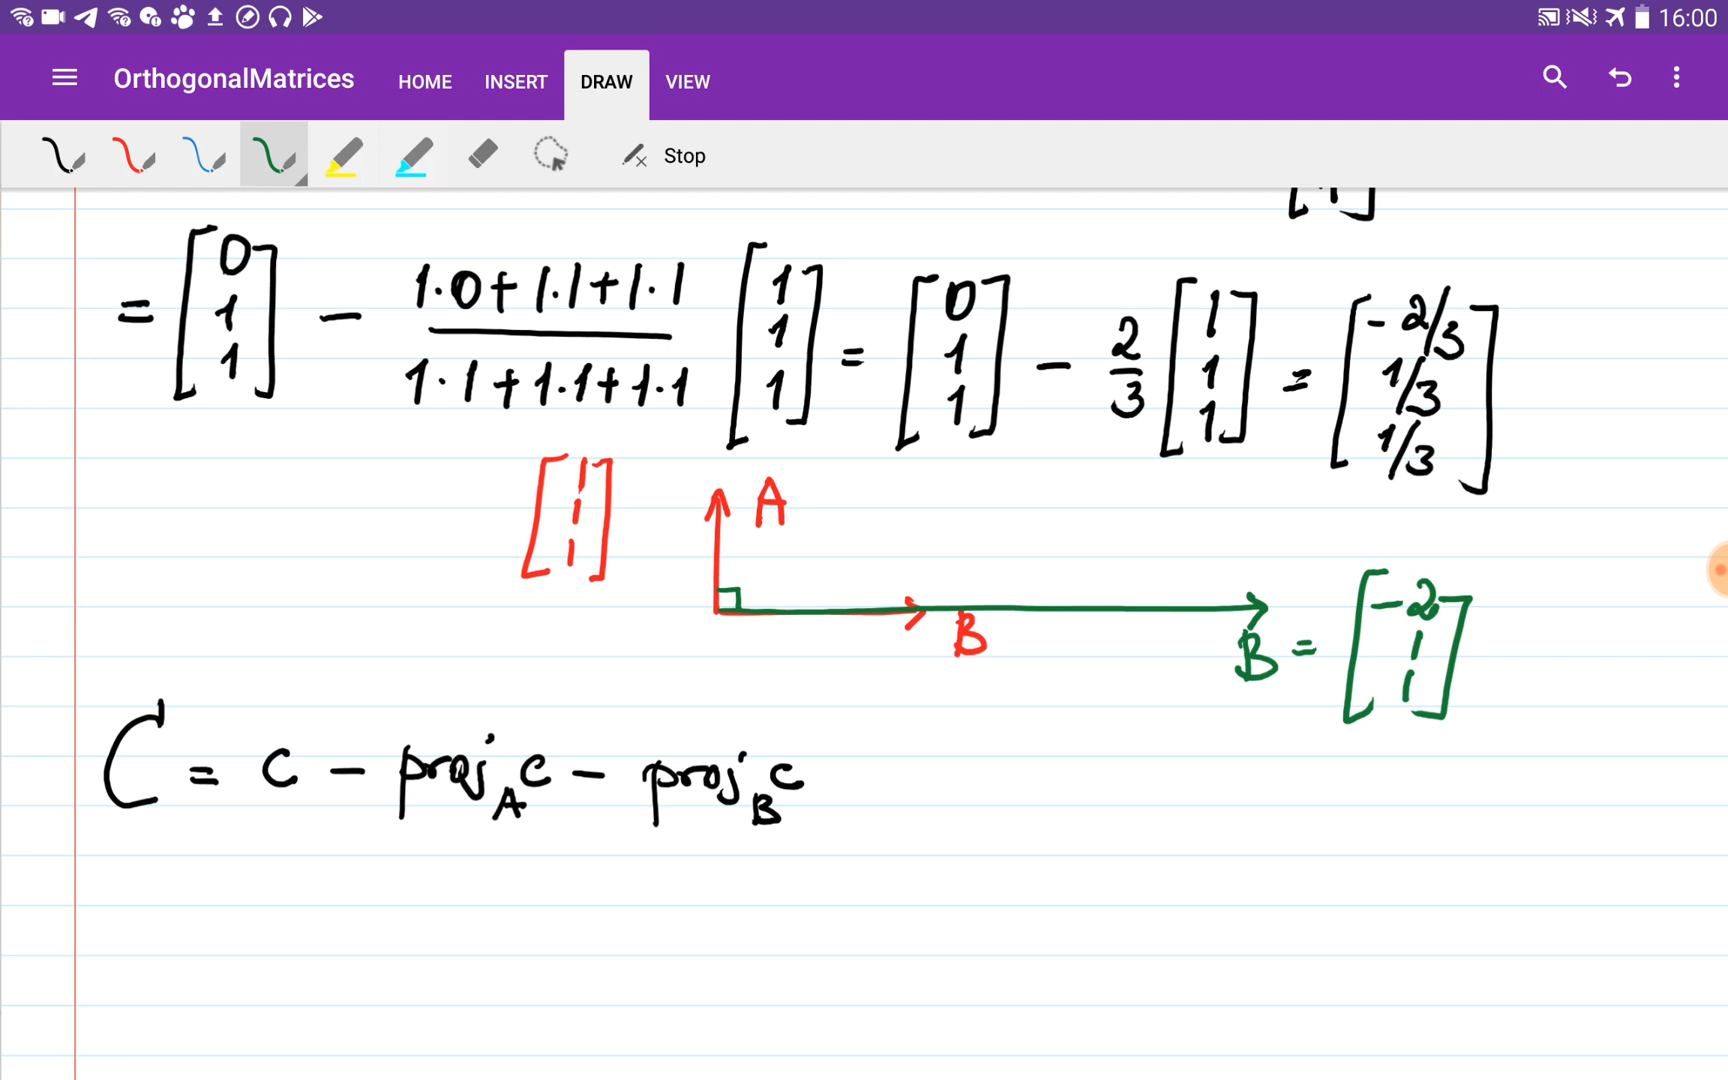 16:00
OrthogonalMatrices HOME INSERT DRAW VIEW
Stop
= [0 1 1] - (1.0 + 1.1 + 1.1)/(1.1 + 1.1 + 1.1) [1 1 1] = [0 1 1] - 2/3 [1 1 1] = [-2/3 1/3 1/3]
[1 1 1] A
B
B = [-2 1 1]
C = c - proj_A c - proj_B c